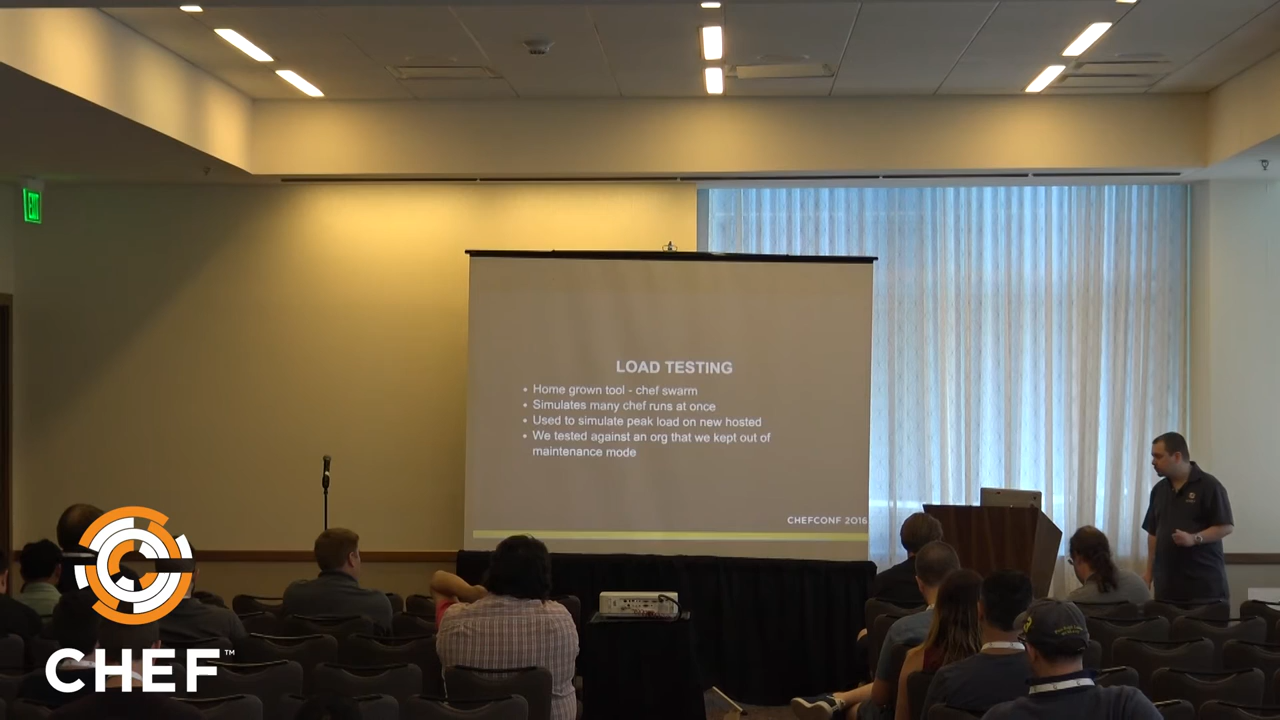 EXIT
LOAD TESTING
• Home grown tool - chef swarm
• Simulates many chef runs at once
• Used to simulate peak load on new hosted
• We tested against an org that we kept out of
maintenance mode
CHEFCONF 2016
CHEF™